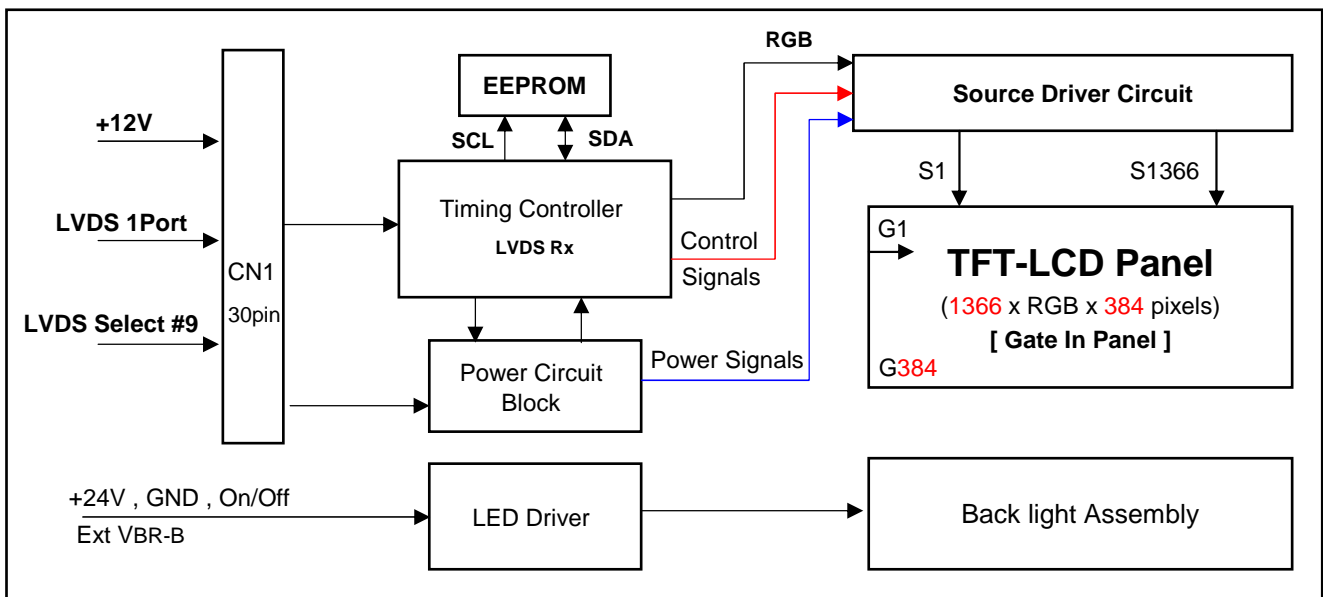 RGB
EEPROM
Source Driver Circuit
+12V
SCL
SDA
S1
S1366
LVDS 1Port
Timing Controller
LVDS Rx
Control
Signals
G1
TFT-LCD Panel
(1366 x RGB x 384 pixels)
[ Gate In Panel ]
G384
CN1
30pin
LVDS Select #9
Power Circuit
Block
Power Signals
+24V , GND , On/Off
Ext VBR-B
LED Driver
Back light Assembly